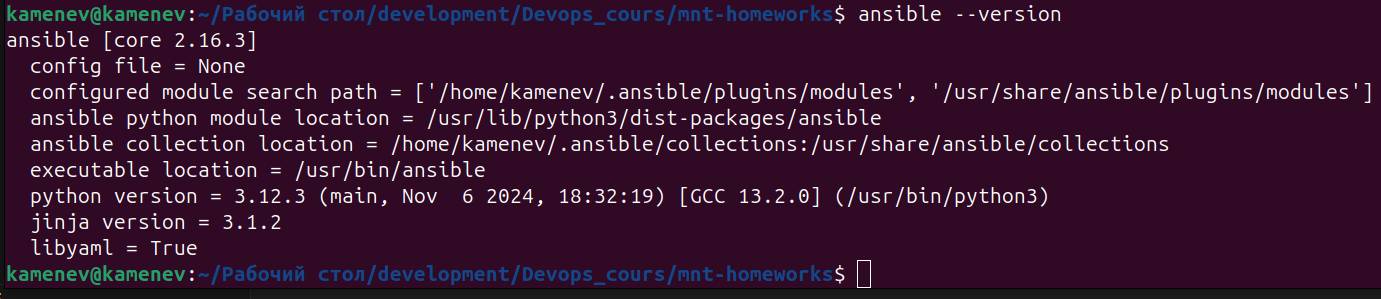 kamenev@kamenev:~/Рабочий стол/development/Devops_cours/mnt-homeworks$ ansible --version
ansible [core 2.16.3]
  config file = None
  configured module search path = ['/home/kamenev/.ansible/plugins/modules', '/usr/share/ansible/plugins/modules']
  ansible python module location = /usr/lib/python3/dist-packages/ansible
  ansible collection location = /home/kamenev/.ansible/collections:/usr/share/ansible/collections
  executable location = /usr/bin/ansible
  python version = 3.12.3 (main, Nov  6 2024, 18:32:19) [GCC 13.2.0] (/usr/bin/python3)
  jinja version = 3.1.2
  libyaml = True
kamenev@kamenev:~/Рабочий стол/development/Devops_cours/mnt-homeworks$